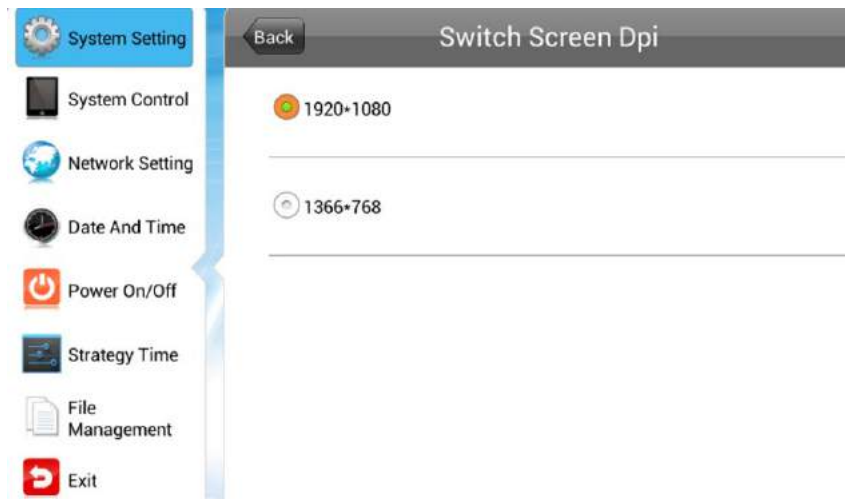 System Setting
Back
Switch Screen Dpi
System Control
1920*1080
Network Setting
1366*768
Date And Time
Power On/Off
Strategy Time
File
Management
Exit